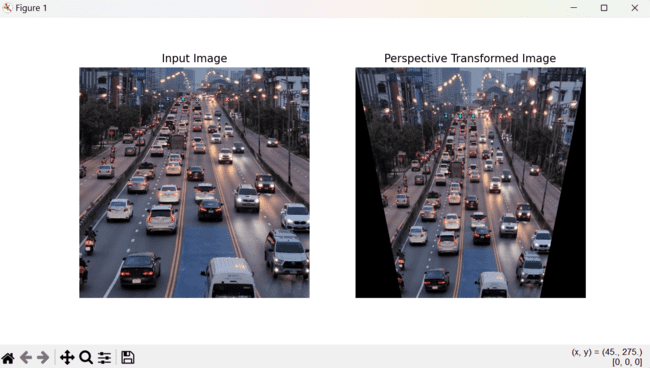 Figure 1
Input Image
Perspective Transformed Image
(x, y) = (45., 275.)
[0, 0, 0]